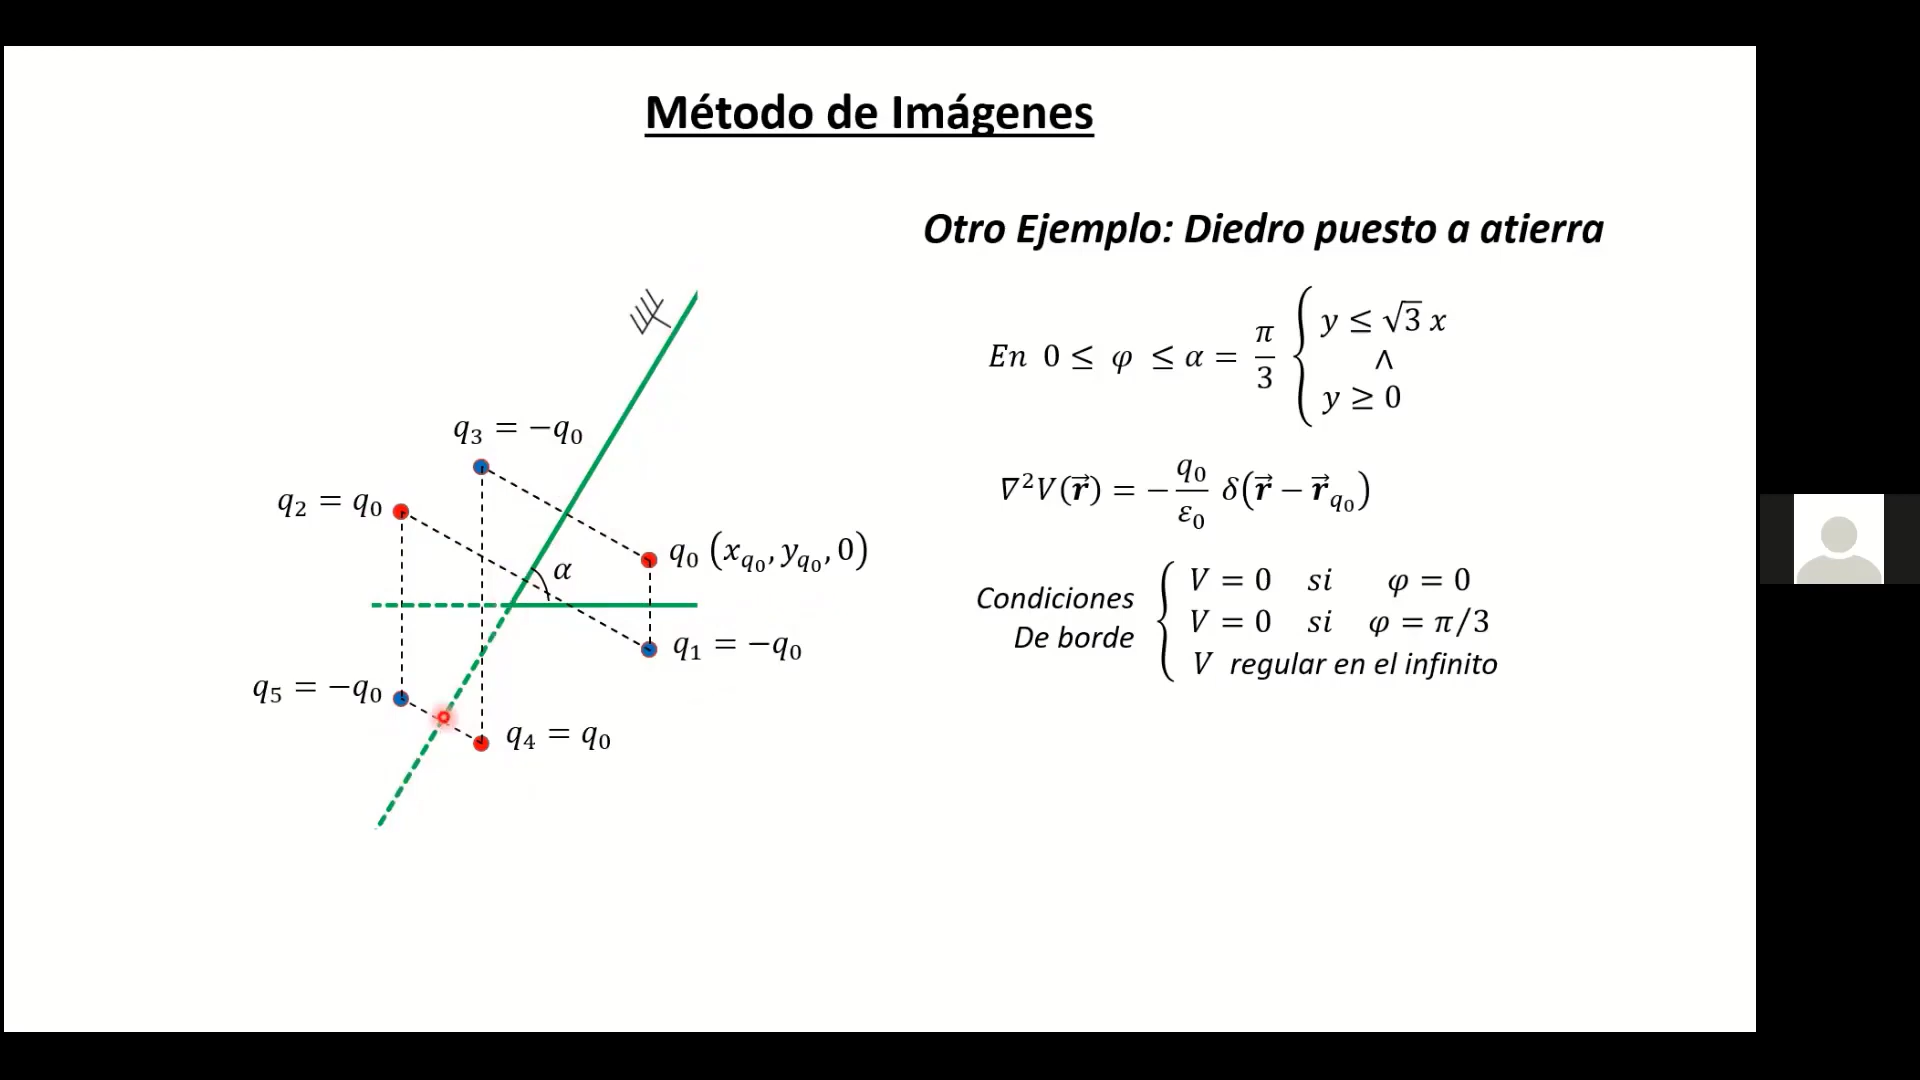 Método de Imágenes
Otro Ejemplo: Diedro puesto a atierra
En 0 ≤ φ ≤ α = π/3 { y ≤ √3 x
∧
y ≥ 0
∇²V(r⃗) = − q₀/ε₀ δ(r⃗ − r⃗_q₀)
Condiciones
De borde
V = 0 si φ = 0
V = 0 si φ = π/3
V regular en el infinito
q₃ = −q₀
q₂ = q₀
q₀ (x_q₀, y_q₀, 0)
α
q₁ = −q₀
q₅ = −q₀
q₄ = q₀